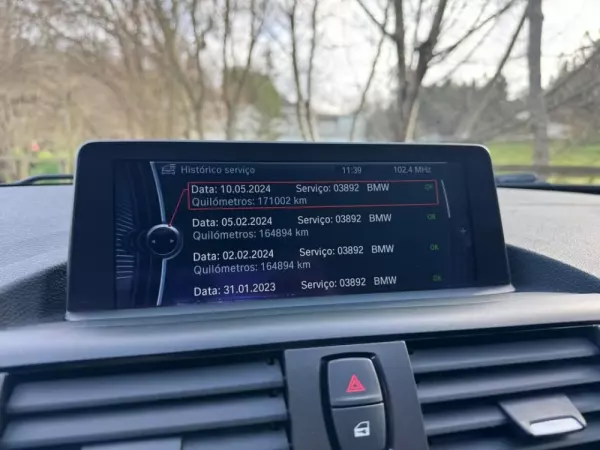 Histórico serviço 11:39 102.4 MHz
Data: 10.05.2024 Serviço: 03892 BMW OK
Quilómetros: 171002 km
Data: 05.02.2024 Serviço: 03892 BMW OK
Quilómetros: 164894 km
Data: 02.02.2024 Serviço: 03892 BMW OK
Quilómetros: 164894 km
Data: 31.01.2023 Serviço: 03892 BMW OK